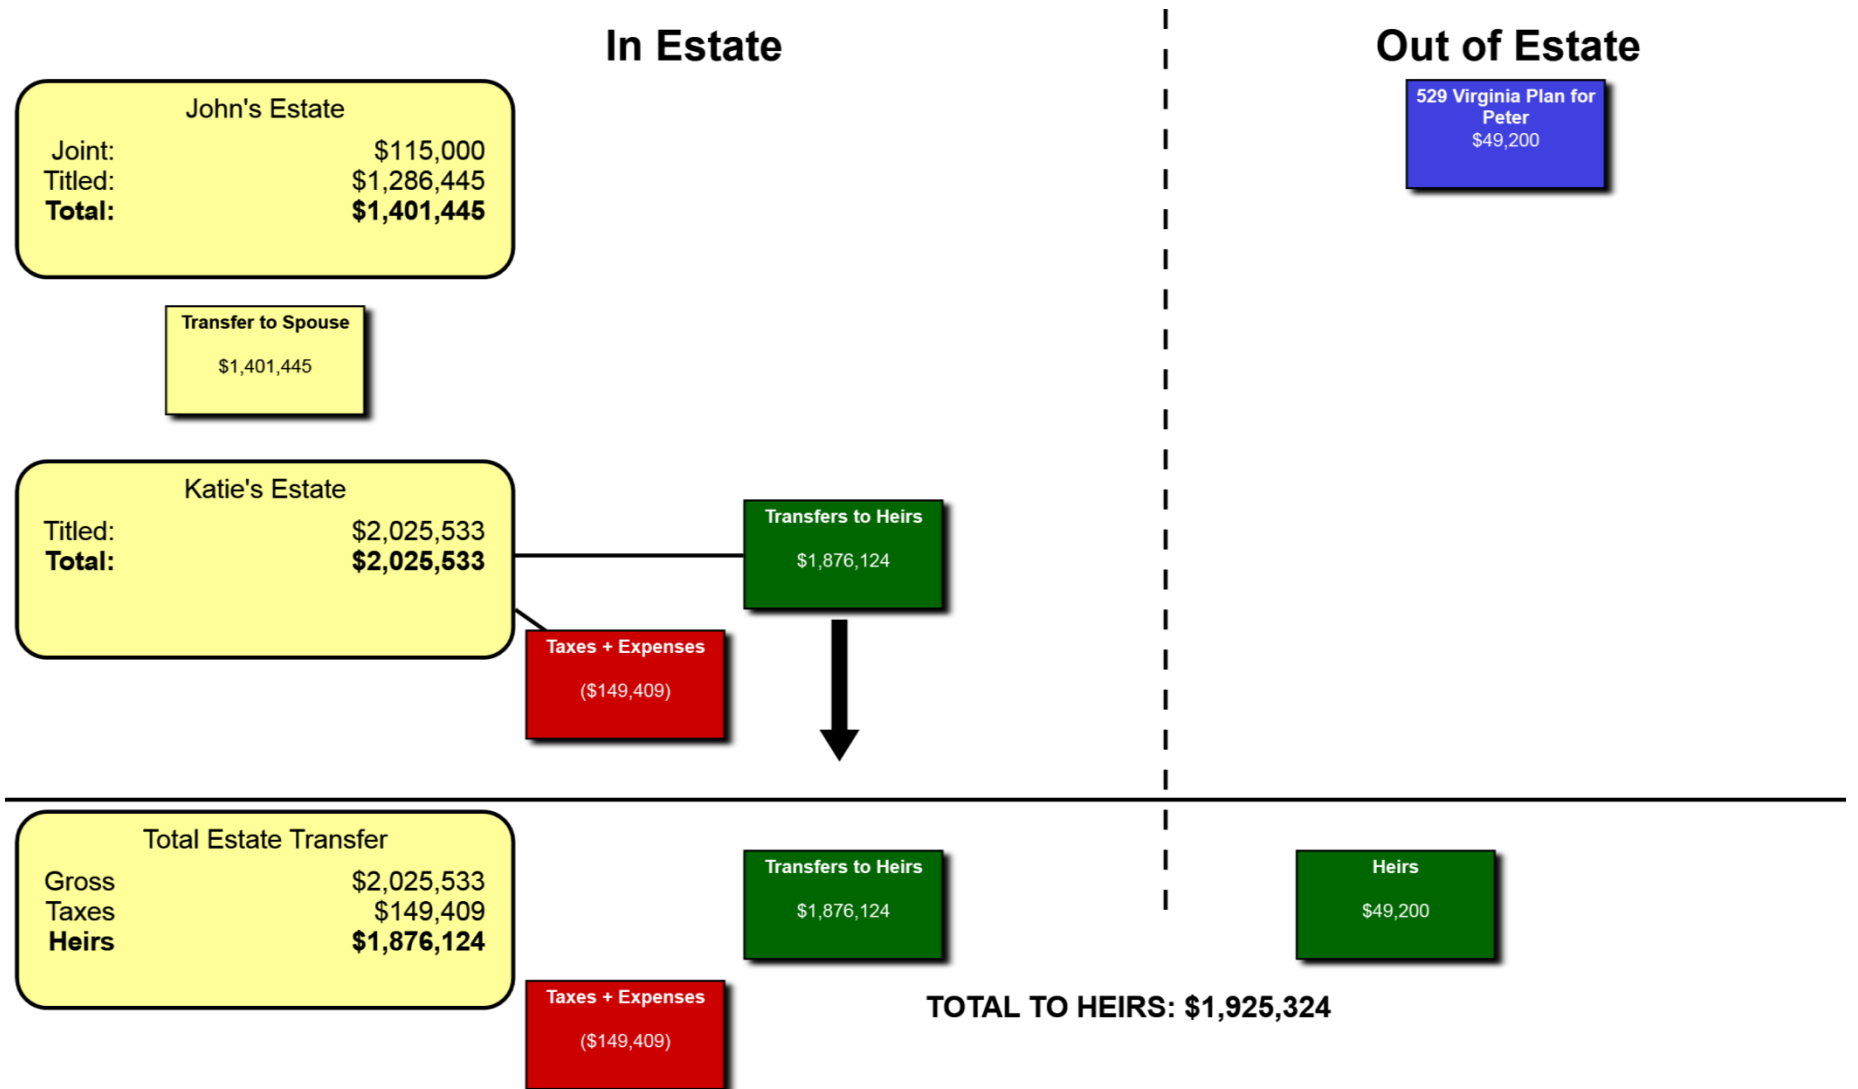 In Estate
Out of Estate
John's Estate
Joint: $115,000
Titled: $1,286,445
Total: $1,401,445
529 Virginia Plan for
Peter
$49,200
Transfer to Spouse
$1,401,445
Katie's Estate
Titled: $2,025,533
Total: $2,025,533
Transfers to Heirs
$1,876,124
Taxes + Expenses
($149,409)
Total Estate Transfer
Gross $2,025,533
Taxes $149,409
Heirs $1,876,124
Transfers to Heirs
$1,876,124
Heirs
$49,200
Taxes + Expenses
($149,409)
TOTAL TO HEIRS: $1,925,324